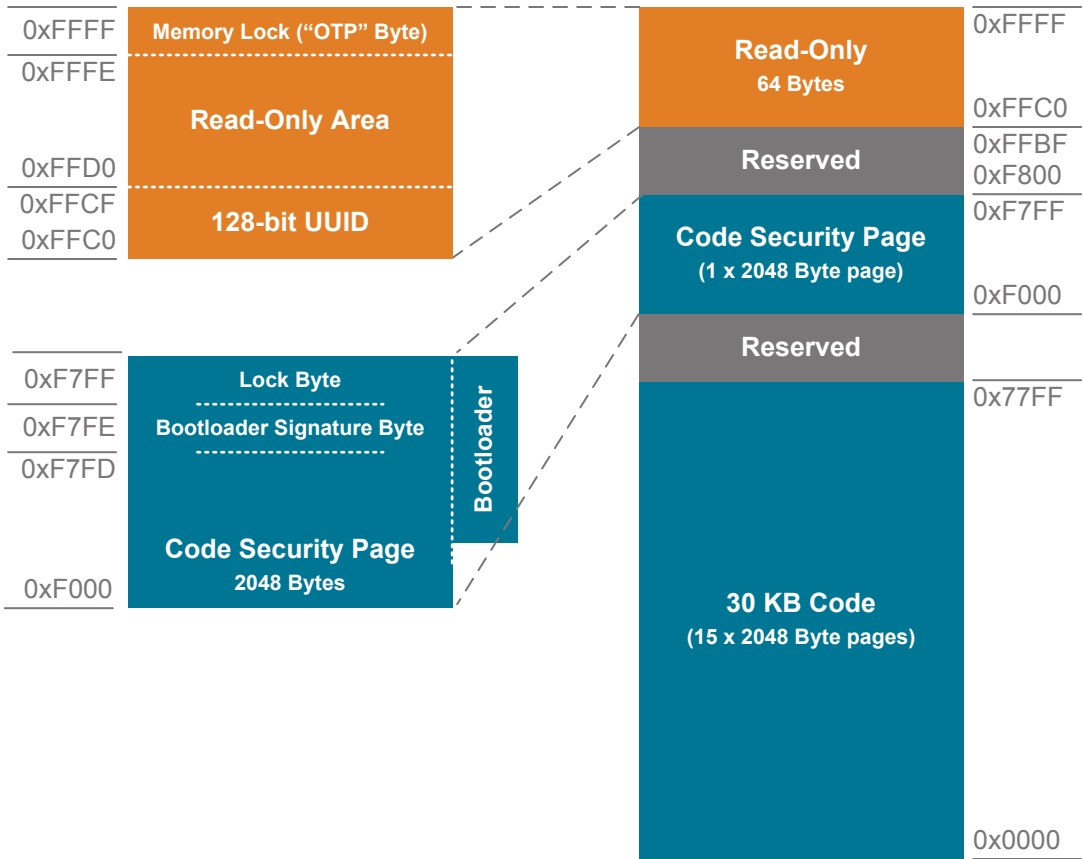 0xFFFF
Memory Lock (“OTP” Byte)
0xFFFE
Read-Only Area
0xFFD0
0xFFCF
128-bit UUID
0xFFC0
0xF7FF
Lock Byte
0xF7FE
Bootloader Signature Byte
0xF7FD
Bootloader
Code Security Page
2048 Bytes
0xF000
0xFFFF
Read-Only
64 Bytes
0xFFC0
0xFFBF
Reserved
0xF800
0xF7FF
Code Security Page
(1 x 2048 Byte page)
0xF000
Reserved
0x77FF
30 KB Code
(15 x 2048 Byte pages)
0x0000